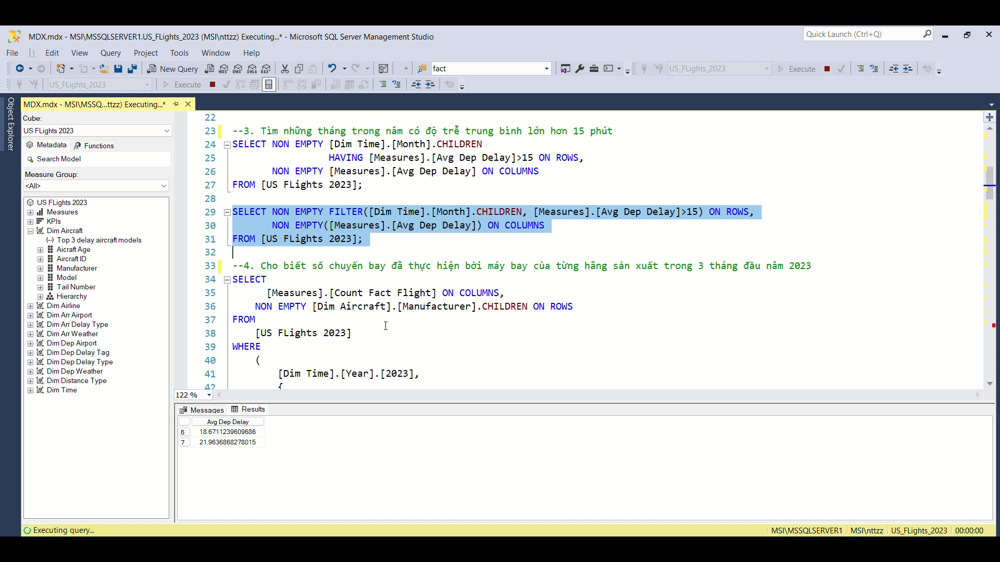 MDX.mdx - MSI\MSSQLSERVER1.US_FLights_2023 (MSI\nttzz) Executing...* - Microsoft SQL Server Management Studio
Quick Launch (Ctrl+Q)
File Edit View Query Project Tools Window Help
New Query MDX DMX XMLA DAX fact US_FLights_2023 Execute
US_FLights_2023 Execute
Object Explorer
MDX.mdx - MSI\MSSQ...ttzz) Executing...*
Cube:
US FLights 2023
Metadata Functions
Search Model
Measure Group:
<All>
US FLights 2023
Measures
KPIs
Dim Aircraft
Top 3 delay aircraft models
Aicraft Age
Aircraft ID
Manufacturer
Model
Tail Number
Hierarchy
Dim Airline
Dim Arr Airport
Dim Arr Delay Type
Dim Arr Weather
Dim Dep Airport
Dim Dep Delay Tag
Dim Dep Delay Type
Dim Dep Weather
Dim Distance Type
Dim Time
22
23 --3. Tìm những tháng trong năm có độ trễ trung bình lớn hơn 15 phút
24 SELECT NON EMPTY [Dim Time].[Month].CHILDREN
25 HAVING [Measures].[Avg Dep Delay]>15 ON ROWS,
26 NON EMPTY [Measures].[Avg Dep Delay] ON COLUMNS
27 FROM [US FLights 2023];
28
29 SELECT NON EMPTY FILTER([Dim Time].[Month].CHILDREN, [Measures].[Avg Dep Delay]>15) ON ROWS,
30 NON EMPTY([Measures].[Avg Dep Delay]) ON COLUMNS
31 FROM [US FLights 2023];
32
33 --4. Cho biết số chuyến bay đã thực hiện bởi máy bay của từng hãng sản xuất trong 3 tháng đầu năm 2023
34 SELECT
35 [Measures].[Count Fact Flight] ON COLUMNS,
36 NON EMPTY [Dim Aircraft].[Manufacturer].CHILDREN ON ROWS
37 FROM
38 [US FLights 2023]
39 WHERE
40 (
41 [Dim Time].[Year].[2023],
42 {
122 %
Messages Results
Avg Dep Delay
6 18.6711239609686
7 21.9636868278015
Executing query...
MSI\MSSQLSERVER1 MSI\nttzz US_FLights_2023 00:00:00